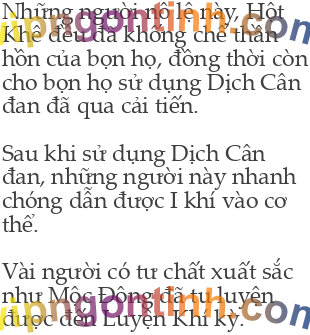 Những người nô lệ này, Hột
Khê đều đã khống chế thần
hồn của bọn họ, đồng thời còn
cho bọn họ sử dụng Dịch Cân
đan đã qua cải tiến.
Sau khi sử dụng Dịch Cân
đan, những người này nhanh
chóng dẫn được I khí vào cơ
thể.
Vài người có tư chất xuất sắc
như Mộc Đông đã tu luyện
được đến Luyện Khí kỳ.